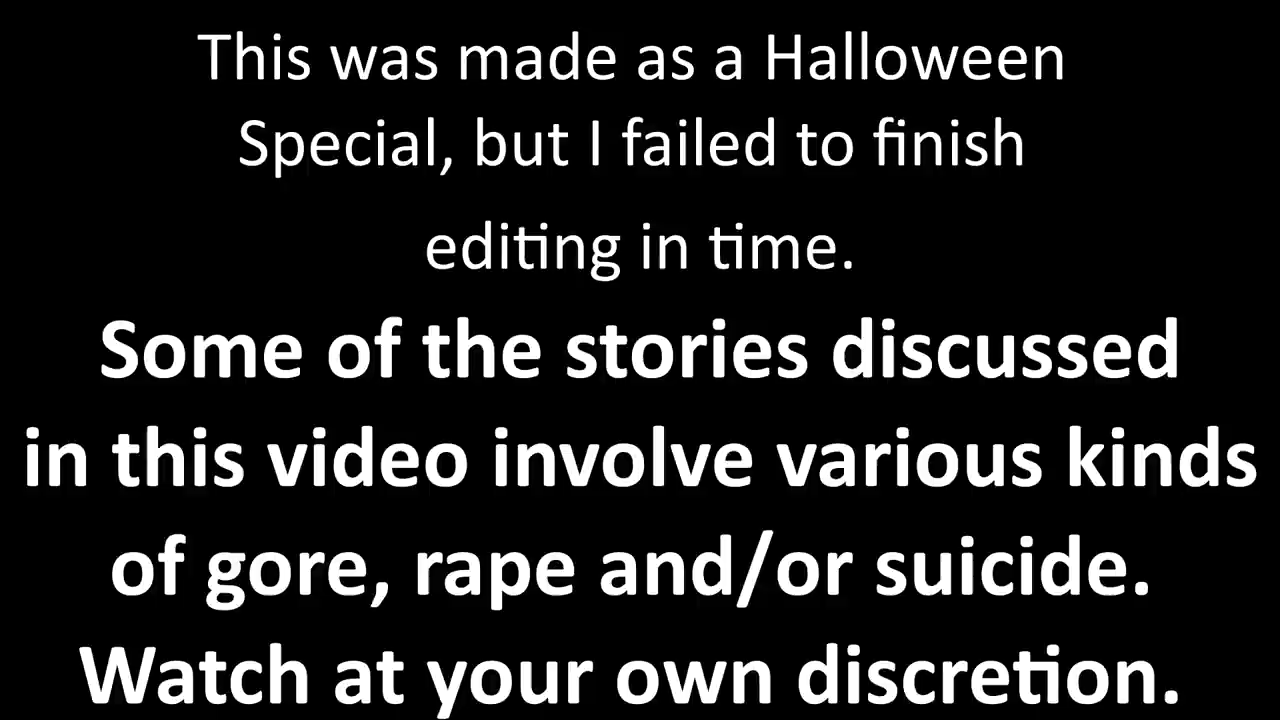 This was made as a Halloween
Special, but I failed to finish
editing in time.
Some of the stories discussed
in this video involve various kinds
of gore, rape and/or suicide.
Watch at your own discretion.